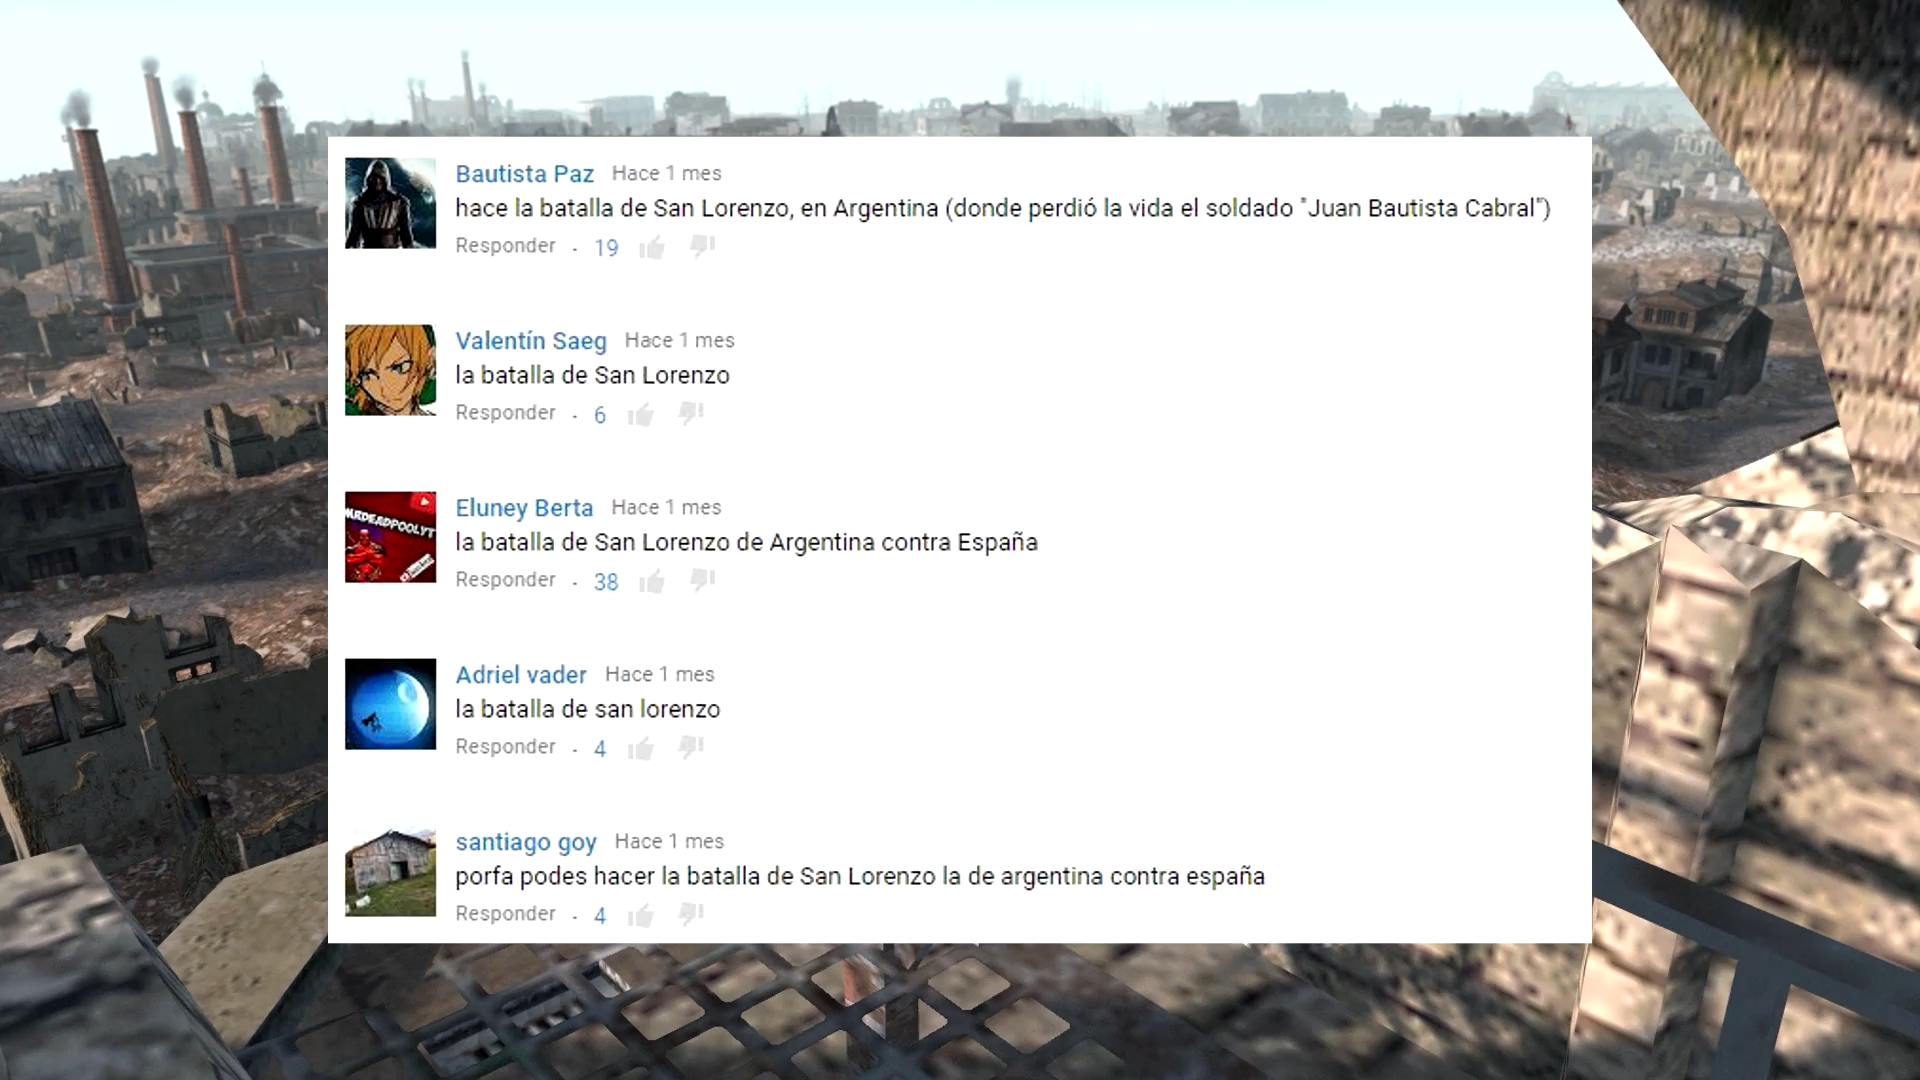 Bautista Paz Hace 1 mes
hace la batalla de San Lorenzo, en Argentina (donde perdió la vida el soldado "Juan Bautista Cabral")
Responder · 19
Valentín Saeg Hace 1 mes
la batalla de San Lorenzo
Responder · 6
MRDEADPOOLYT
Eluney Berta Hace 1 mes
la batalla de San Lorenzo de Argentina contra España
Responder · 38
Adriel vader Hace 1 mes
la batalla de san lorenzo
Responder · 4
santiago goy Hace 1 mes
porfa podes hacer la batalla de San Lorenzo la de argentina contra españa
Responder · 4